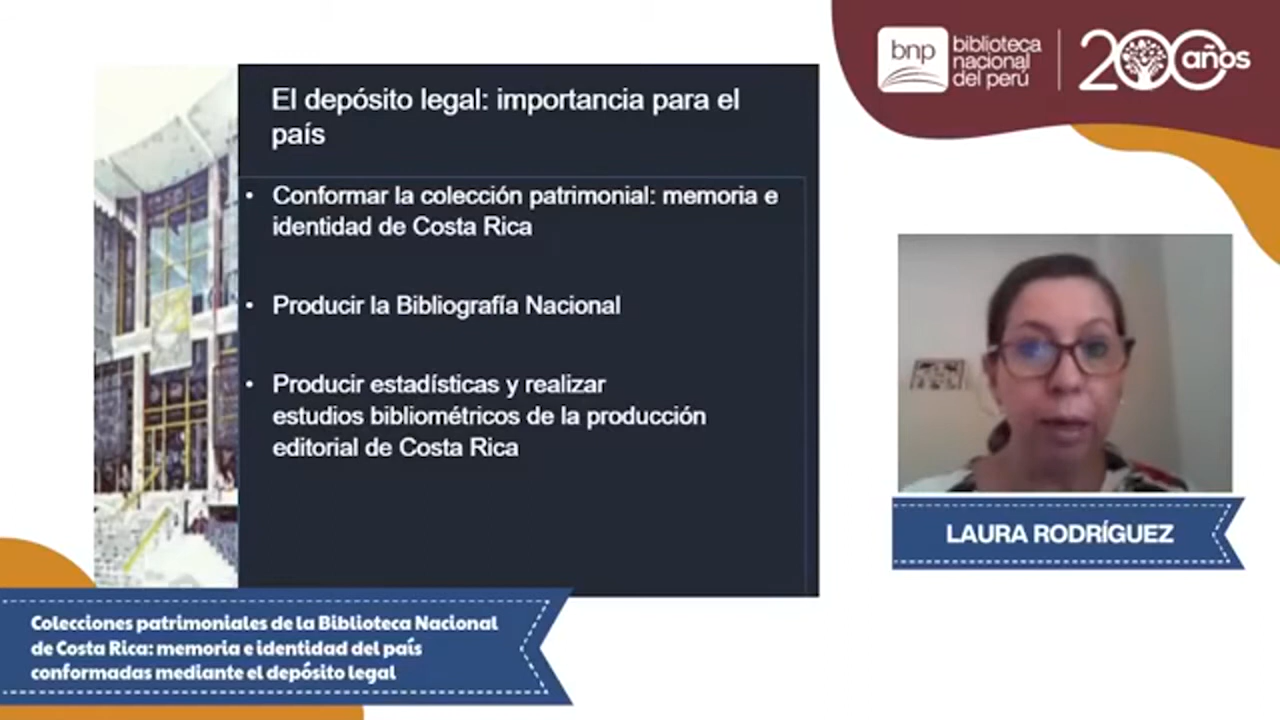 El depósito legal: importancia para el
país
• Conformar la colección patrimonial: memoria e
identidad de Costa Rica
• Producir la Bibliografía Nacional
• Producir estadísticas y realizar
estudios bibliométricos de la producción
editorial de Costa Rica
bnp
biblioteca
nacional
del perú
200 años
LAURA RODRÍGUEZ
Colecciones patrimoniales de la Biblioteca Nacional
de Costa Rica: memoria e identidad del país
conformadas mediante el depósito legal